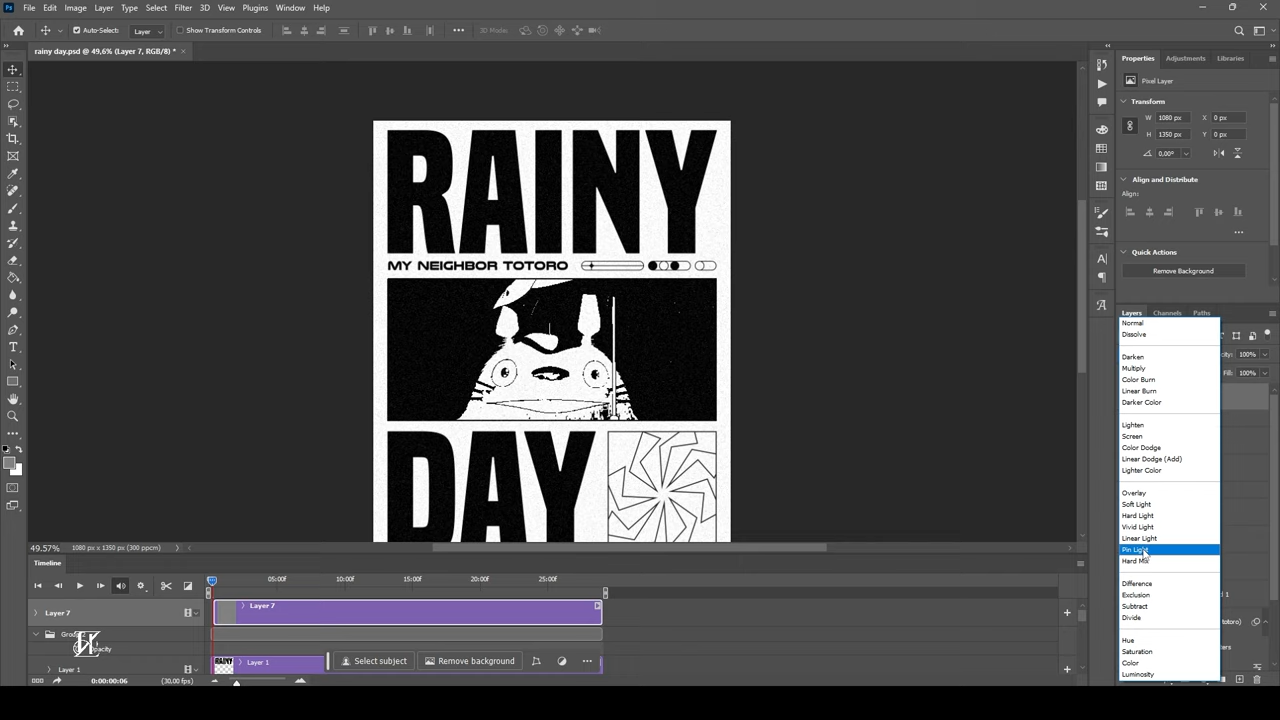 Ps File Edit Image Layer Type Select Filter 3D View Plugins Window Help
Auto-Select: Layer Show Transform Controls 3D Mode:
rainy day.psd @ 49,6% (Layer 7, RGB/8) *
Properties Adjustments Libraries
Pixel Layer
Transform
W 1080 px X 0 px
H 1350 px Y 0 px
0,00°
Align and Distribute
Align:
Quick Actions
Remove Background
Layers Channels Paths
Normal
Dissolve
100%
Darken
Multiply
Fill: 100%
Color Burn
Linear Burn
Darker Color
Lighten
Screen
Color Dodge
Linear Dodge (Add)
Lighter Color
Overlay
Soft Light
Hard Light
Vivid Light
Linear Light
Pin Light
Hard Mix
Difference
Exclusion
Subtract
Divide
Hue
Saturation
Color
Luminosity
RAINY
MY NEIGHBOR TOTORO
DAY
49.57% 1080 px x 1350 px (300 ppcm)
Timeline
05:00f 10:00f 15:00f 20:00f 25:00f
Layer 7 Layer 7
Layer 1 Layer 1
Select subject Remove background
0:00:00:06 (30,00 fps)